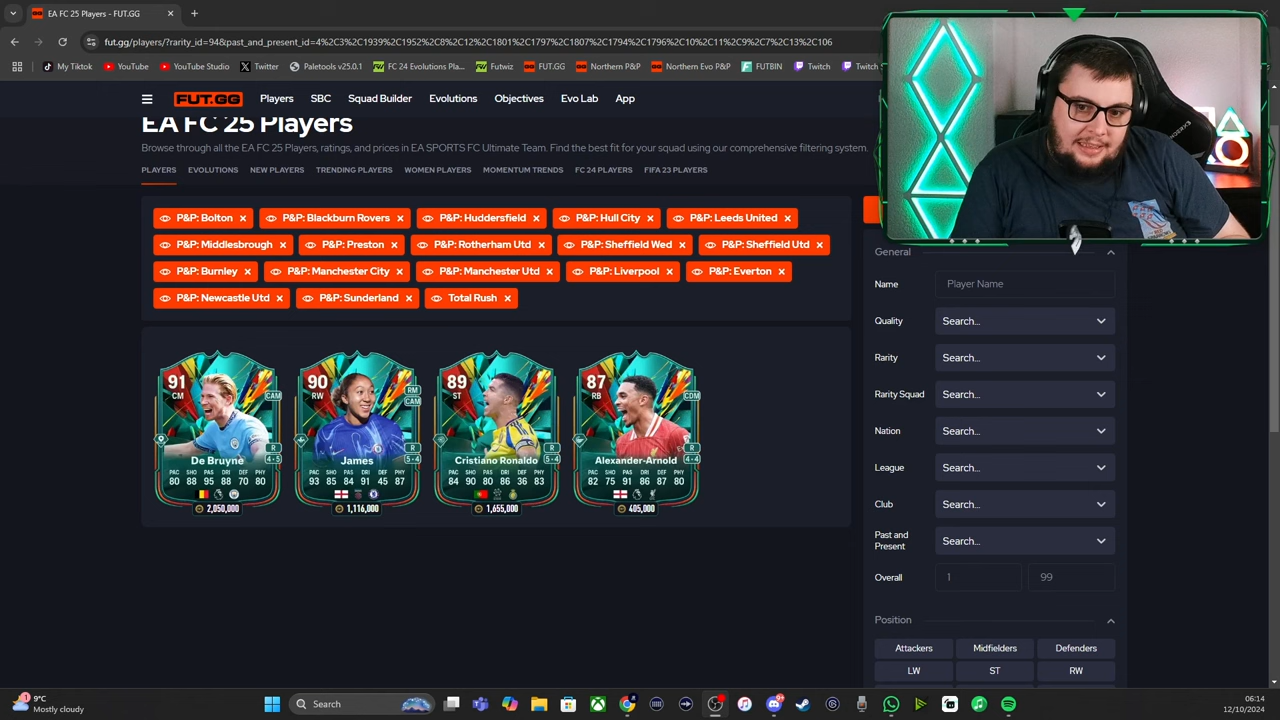 EA FC 25 Players - FUT.GG
fut.gg/players/?rarity_id=94&past_and_present_id=4%2C3%2C1939%2C1952%2C8%2C12%2C1801%2C1797%2C1807%2C1794%2C1796%2C10%2C11%2C9%2C7%2C13%2C106
My Tiktok YouTube YouTube Studio Twitter Paletools v25.0.1 FC 24 Evolutions Pla... Futwiz FUT.GG Northern P&P Northern Evo P&P FUTBIN Twitch Twitch S
FUT.GG Players SBC Squad Builder Evolutions Objectives Evo Lab App
EA FC 25 Players
Browse through all the EA FC 25 Players, ratings, and prices in EA SPORTS FC Ultimate Team. Find the best fit for your squad using our comprehensive filtering system.
PLAYERS EVOLUTIONS NEW PLAYERS TRENDING PLAYERS WOMEN PLAYERS MOMENTUM TRENDS FC 24 PLAYERS FIFA 23 PLAYERS
P&P: Bolton P&P: Blackburn Rovers P&P: Huddersfield P&P: Hull City P&P: Leeds United
P&P: Middlesbrough P&P: Preston P&P: Rotherham Utd P&P: Sheffield Wed P&P: Sheffield Utd
P&P: Burnley P&P: Manchester City P&P: Manchester Utd P&P: Liverpool P&P: Everton
P&P: Newcastle Utd P&P: Sunderland Total Rush
91
CM
CAM
R
4-5
De Bruyne
PAC SHO PAS DRI DEF PHY
80 88 95 88 70 80
2,050,000
90
RW
RM
CAM
R
5-4
James
PAC SHO PAS DRI DEF PHY
93 85 84 91 45 87
1,116,000
89
ST
R
5-4
Cristiano Ronaldo
PAC SHO PAS DRI DEF PHY
84 90 80 86 36 83
1,655,000
87
RB
CDM
R
4-4
Alexander-Arnold
PAC SHO PAS DRI DEF PHY
82 75 91 86 87 80
405,000
General
Name Player Name
Quality Search...
Rarity Search...
Rarity Squad Search...
Nation Search...
League Search...
Club Search...
Past and
Present Search...
Overall 1 99
Position
Attackers Midfielders Defenders
LW ST RW
9°C
Mostly cloudy
Search
06:14
12/10/2024